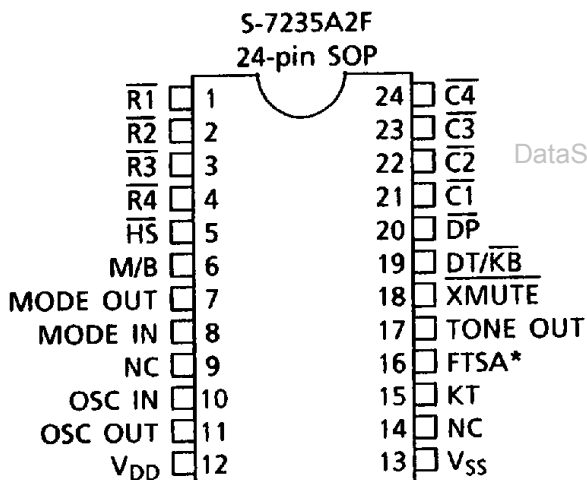 S-7235A2F
24-pin SOP
R1 1 24 C4
R2 2 23 C3
R3 3 22 C2
DataS
R4 4 21 C1
HS 5 20 DP
M/B 6 19 DT/KB
MODE OUT 7 18 XMUTE
MODE IN 8 17 TONE OUT
NC 9 16 FTSA*
OSC IN 10 15 KT
OSC OUT 11 14 NC
VDD 12 13 VSS